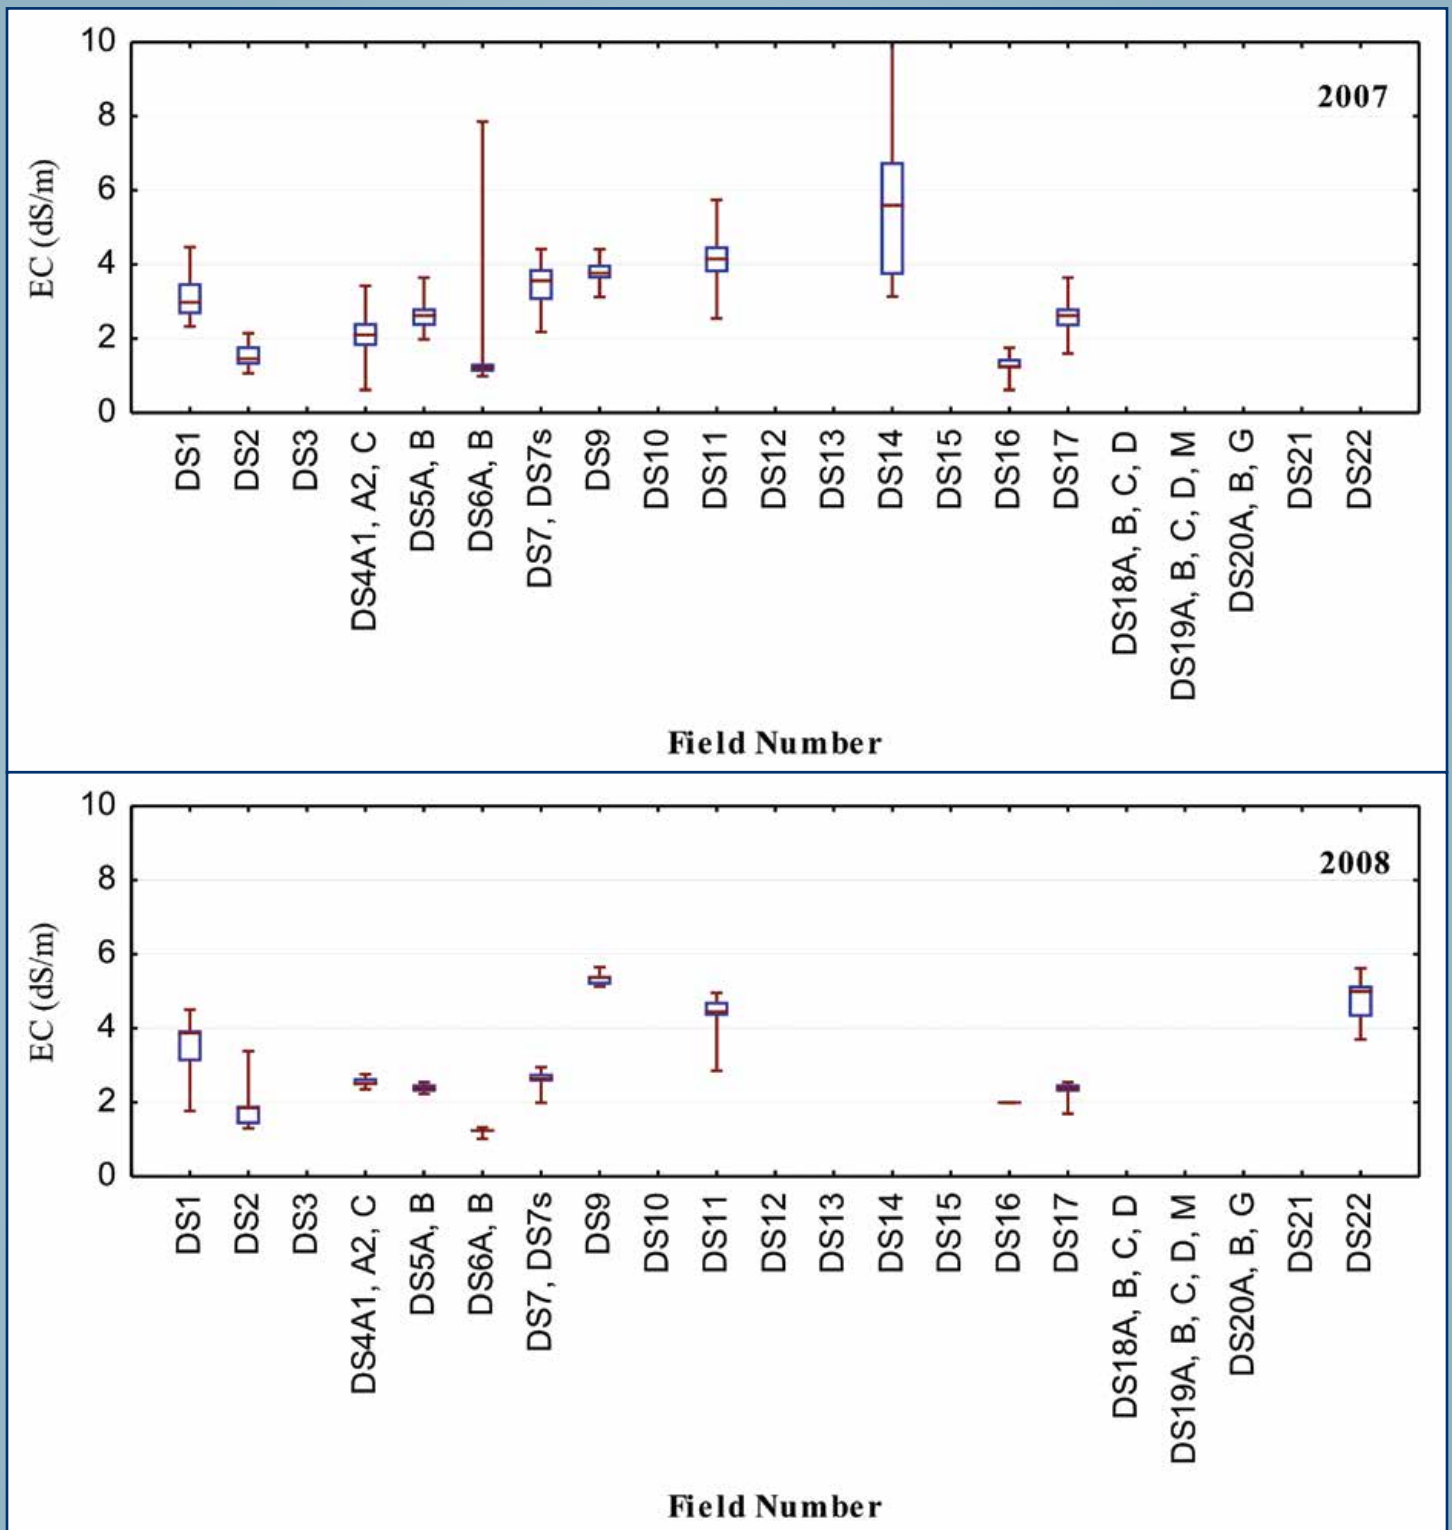 10
2007
8
6
4
2
0
EC (dS/m)
DS1
DS2
DS3
DS4A1, A2, C
DS5A, B
DS6A, B
DS7, DS7s
DS9
DS10
DS11
DS12
DS13
DS14
DS15
DS16
DS17
DS18A, B, C, D
DS19A, B, C, D, M
DS20A, B, G
DS21
DS22
Field Number
10
2008
8
6
4
2
0
EC (dS/m)
DS1
DS2
DS3
DS4A1, A2, C
DS5A, B
DS6A, B
DS7, DS7s
DS9
DS10
DS11
DS12
DS13
DS14
DS15
DS16
DS17
DS18A, B, C, D
DS19A, B, C, D, M
DS20A, B, G
DS21
DS22
Field Number